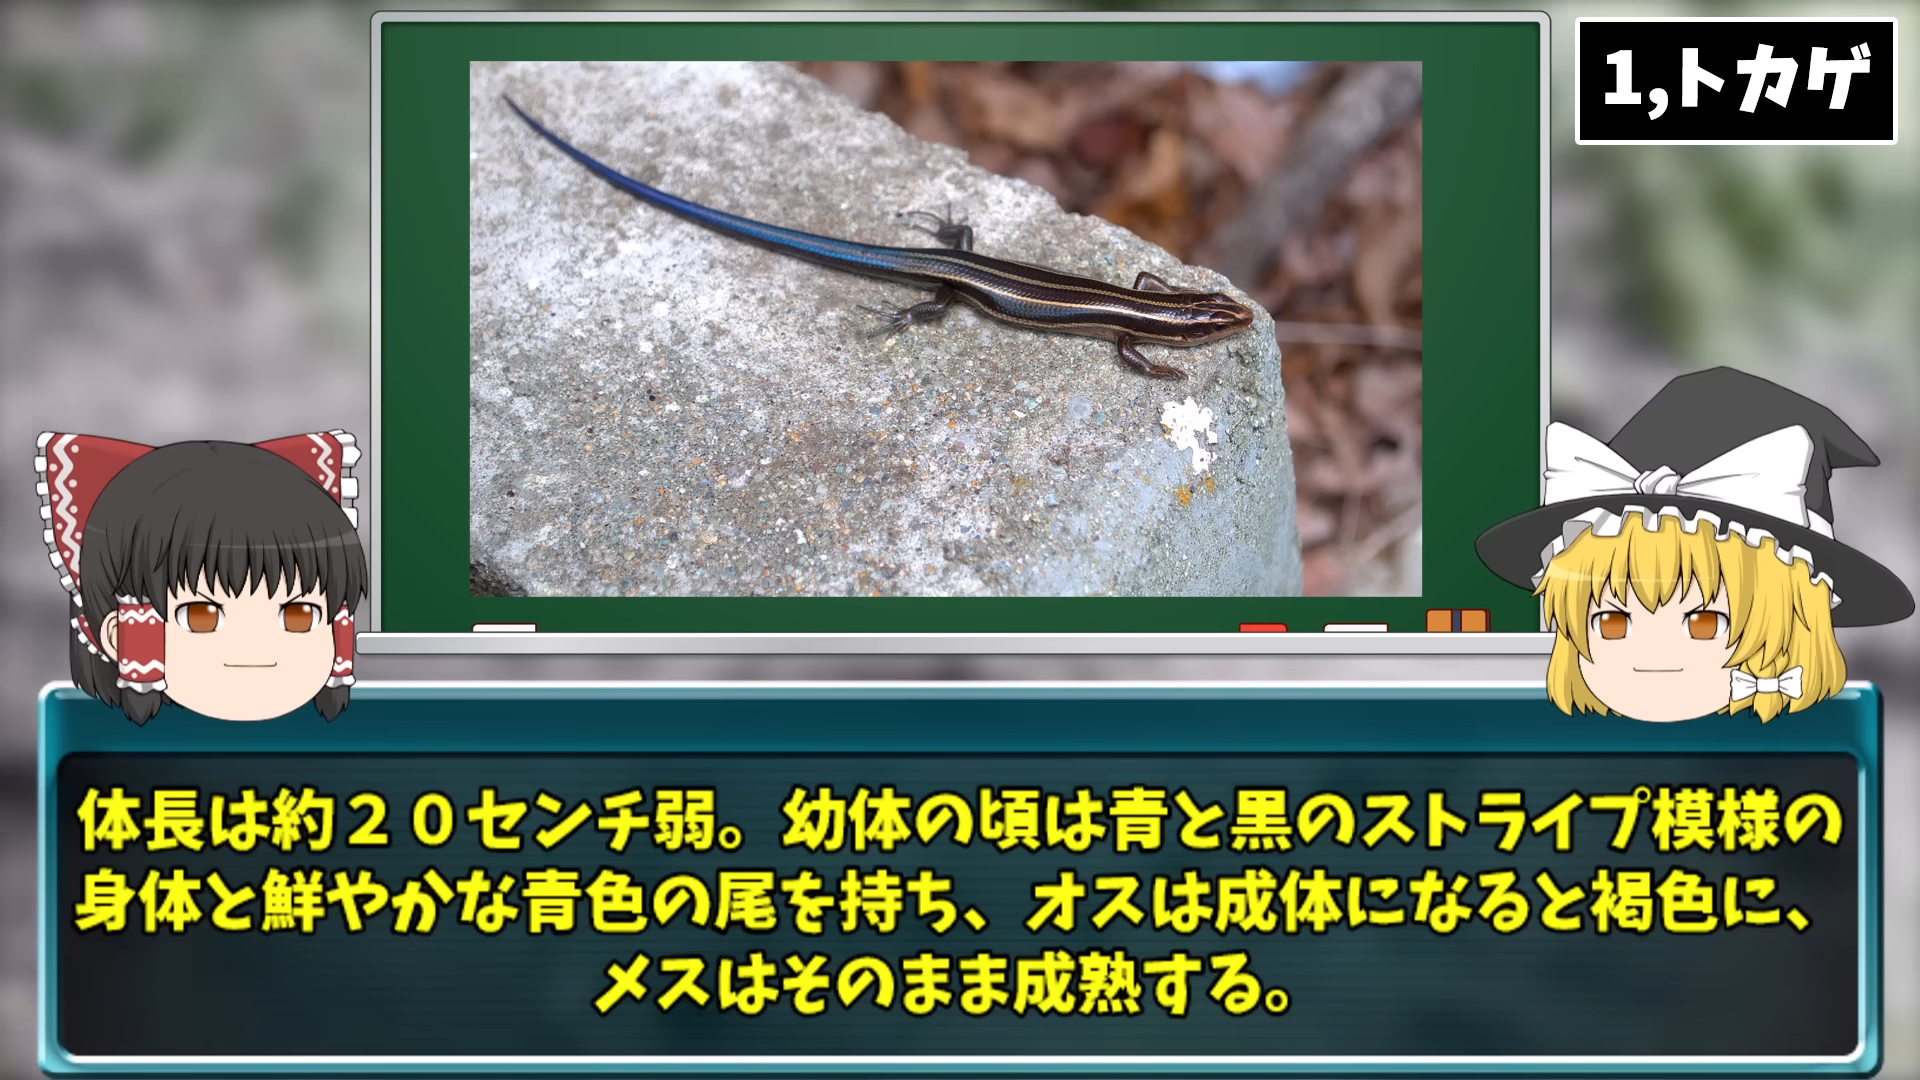 1,トカゲ
体長は約２０センチ弱。幼体の頃は青と黒のストライプ模様の
身体と鮮やかな青色の尾を持ち、オスは成体になると褐色に、
メスはそのまま成熟する。